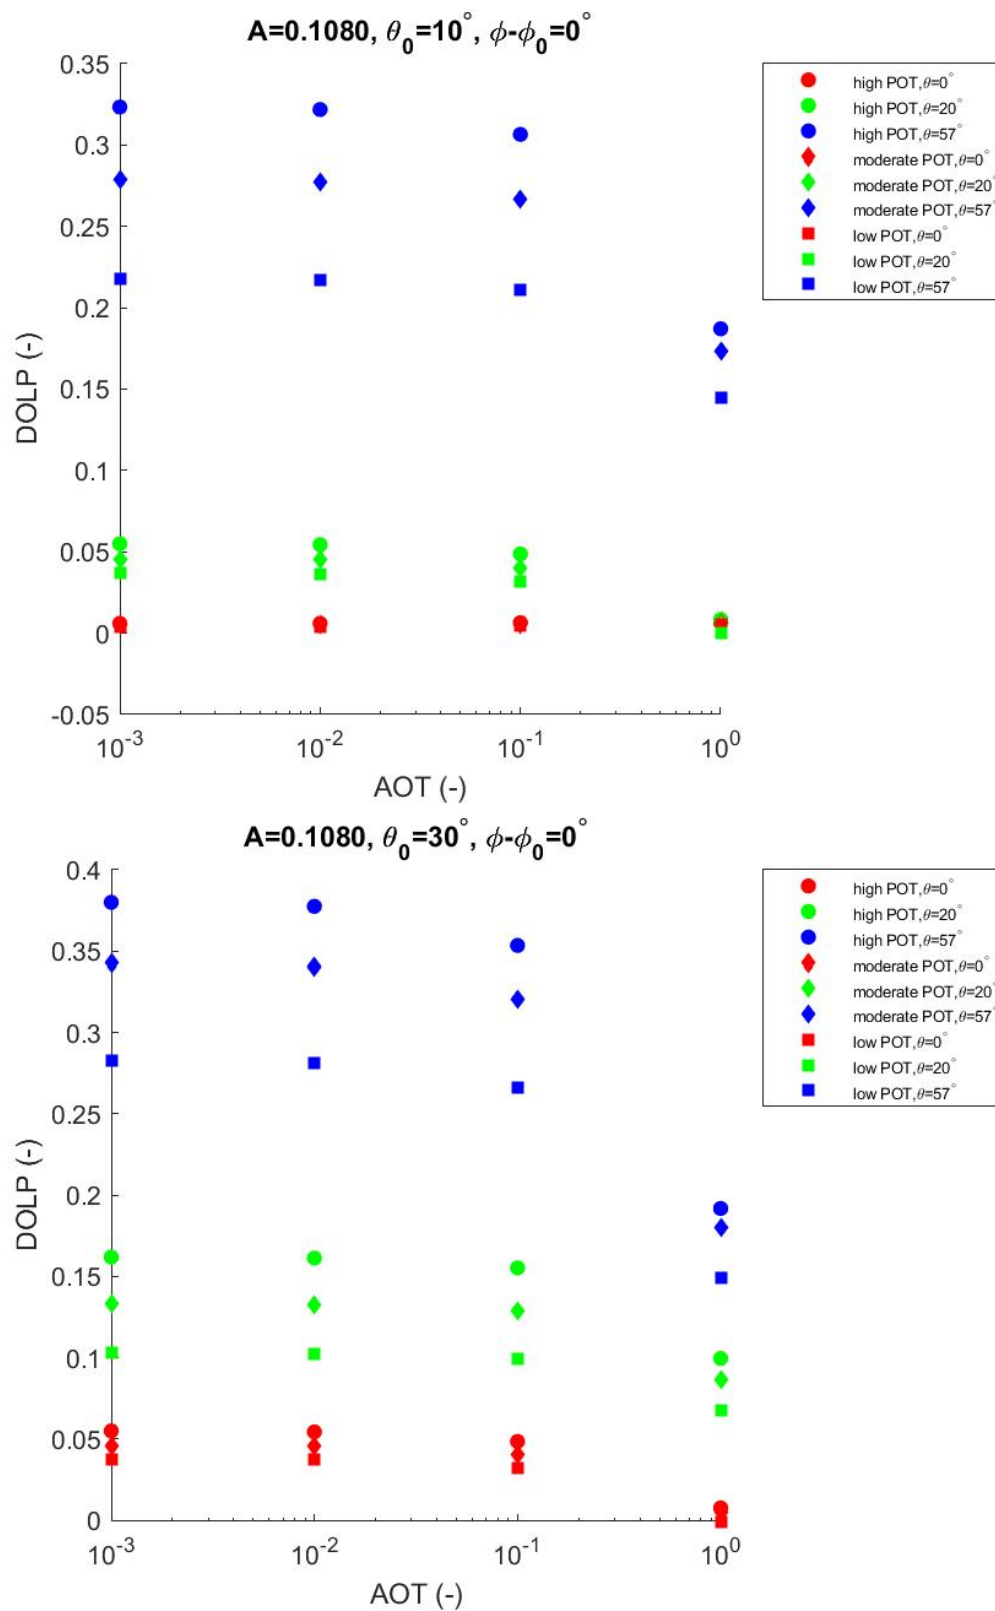 A=0.1080, θ0=10°, ϕ-ϕ0=0°
0.35
0.3
0.25
0.2
0.15
0.1
0.05
0
-0.05
DOLP (-)
10-3 10-2 10-1 100
AOT (-)
high POT,θ=0°
high POT,θ=20°
high POT,θ=57°
moderate POT,θ=0°
moderate POT,θ=20°
moderate POT,θ=57°
low POT,θ=0°
low POT,θ=20°
low POT,θ=57°
A=0.1080, θ0=30°, ϕ-ϕ0=0°
0.4
0.35
0.3
0.25
0.2
0.15
0.1
0.05
0
DOLP (-)
10-3 10-2 10-1 100
AOT (-)
high POT,θ=0°
high POT,θ=20°
high POT,θ=57°
moderate POT,θ=0°
moderate POT,θ=20°
moderate POT,θ=57°
low POT,θ=0°
low POT,θ=20°
low POT,θ=57°